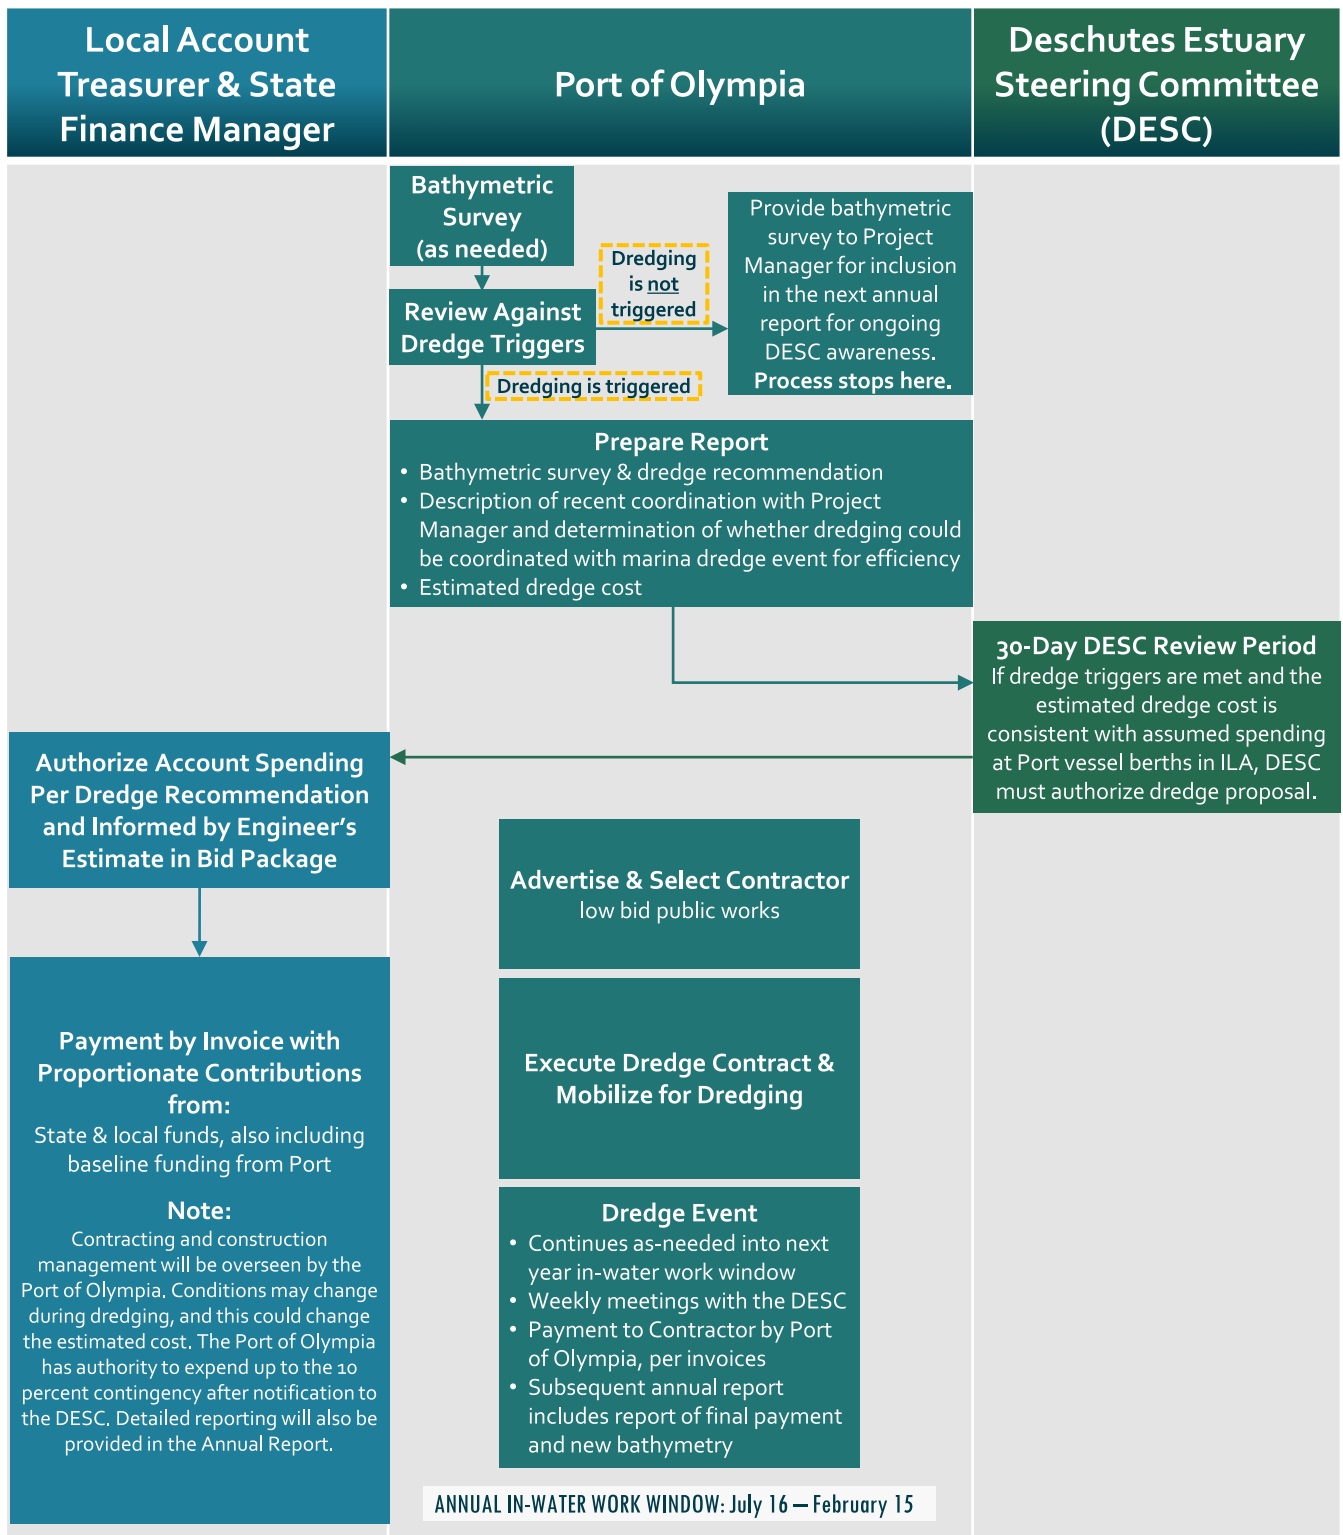 Local Account
Treasurer & State
Finance Manager
Port of Olympia
Deschutes Estuary
Steering Committee
(DESC)
Bathymetric
Survey
(as needed)
Review Against
Dredge Triggers
Dredging
is not
triggered
Provide bathymetric
survey to Project
Manager for inclusion
in the next annual
report for ongoing
DESC awareness.
Process stops here.
Dredging is triggered
Prepare Report
• Bathymetric survey & dredge recommendation
• Description of recent coordination with Project
Manager and determination of whether dredging could
be coordinated with marina dredge event for efficiency
• Estimated dredge cost
30-Day DESC Review Period
If dredge triggers are met and the
estimated dredge cost is
consistent with assumed spending
at Port vessel berths in ILA, DESC
must authorize dredge proposal.
Authorize Account Spending
Per Dredge Recommendation
and Informed by Engineer's
Estimate in Bid Package
Advertise & Select Contractor
low bid public works
Payment by Invoice with
Proportionate Contributions
from:
State & local funds, also including
baseline funding from Port
Note:
Contracting and construction
management will be overseen by the
Port of Olympia. Conditions may change
during dredging, and this could change
the estimated cost. The Port of Olympia
has authority to expend up to the 10
percent contingency after notification to
the DESC. Detailed reporting will also be
provided in the Annual Report.
Execute Dredge Contract &
Mobilize for Dredging
Dredge Event
• Continues as-needed into next
year in-water work window
• Weekly meetings with the DESC
• Payment to Contractor by Port
of Olympia, per invoices
• Subsequent annual report
includes report of final payment
and new bathymetry
ANNUAL IN-WATER WORK WINDOW: July 16 – February 15